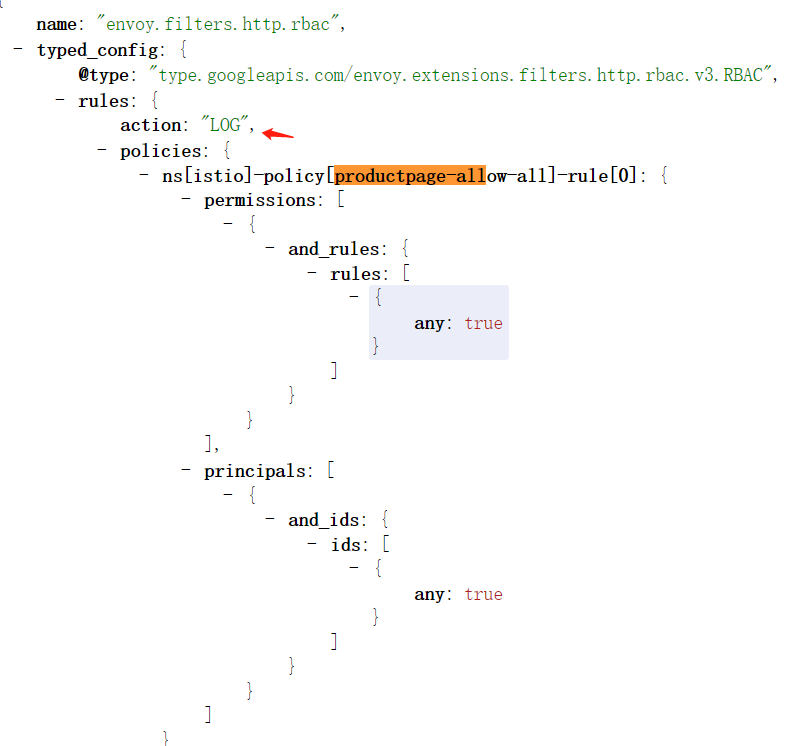 name: "envoy.filters.http.rbac",
- typed_config: {
@type: "type.googleapis.com/envoy.extensions.filters.http.rbac.v3.RBAC",
- rules: {
action: "LOG",
- policies: {
- ns[istio]-policy[productpage-allow-all]-rule[0]: {
- permissions: [
- {
- and_rules: {
- rules: [
- {
any: true
}
]
}
}
],
- principals: [
- {
- and_ids: {
- ids: [
- {
any: true
}
]
}
}
]
}